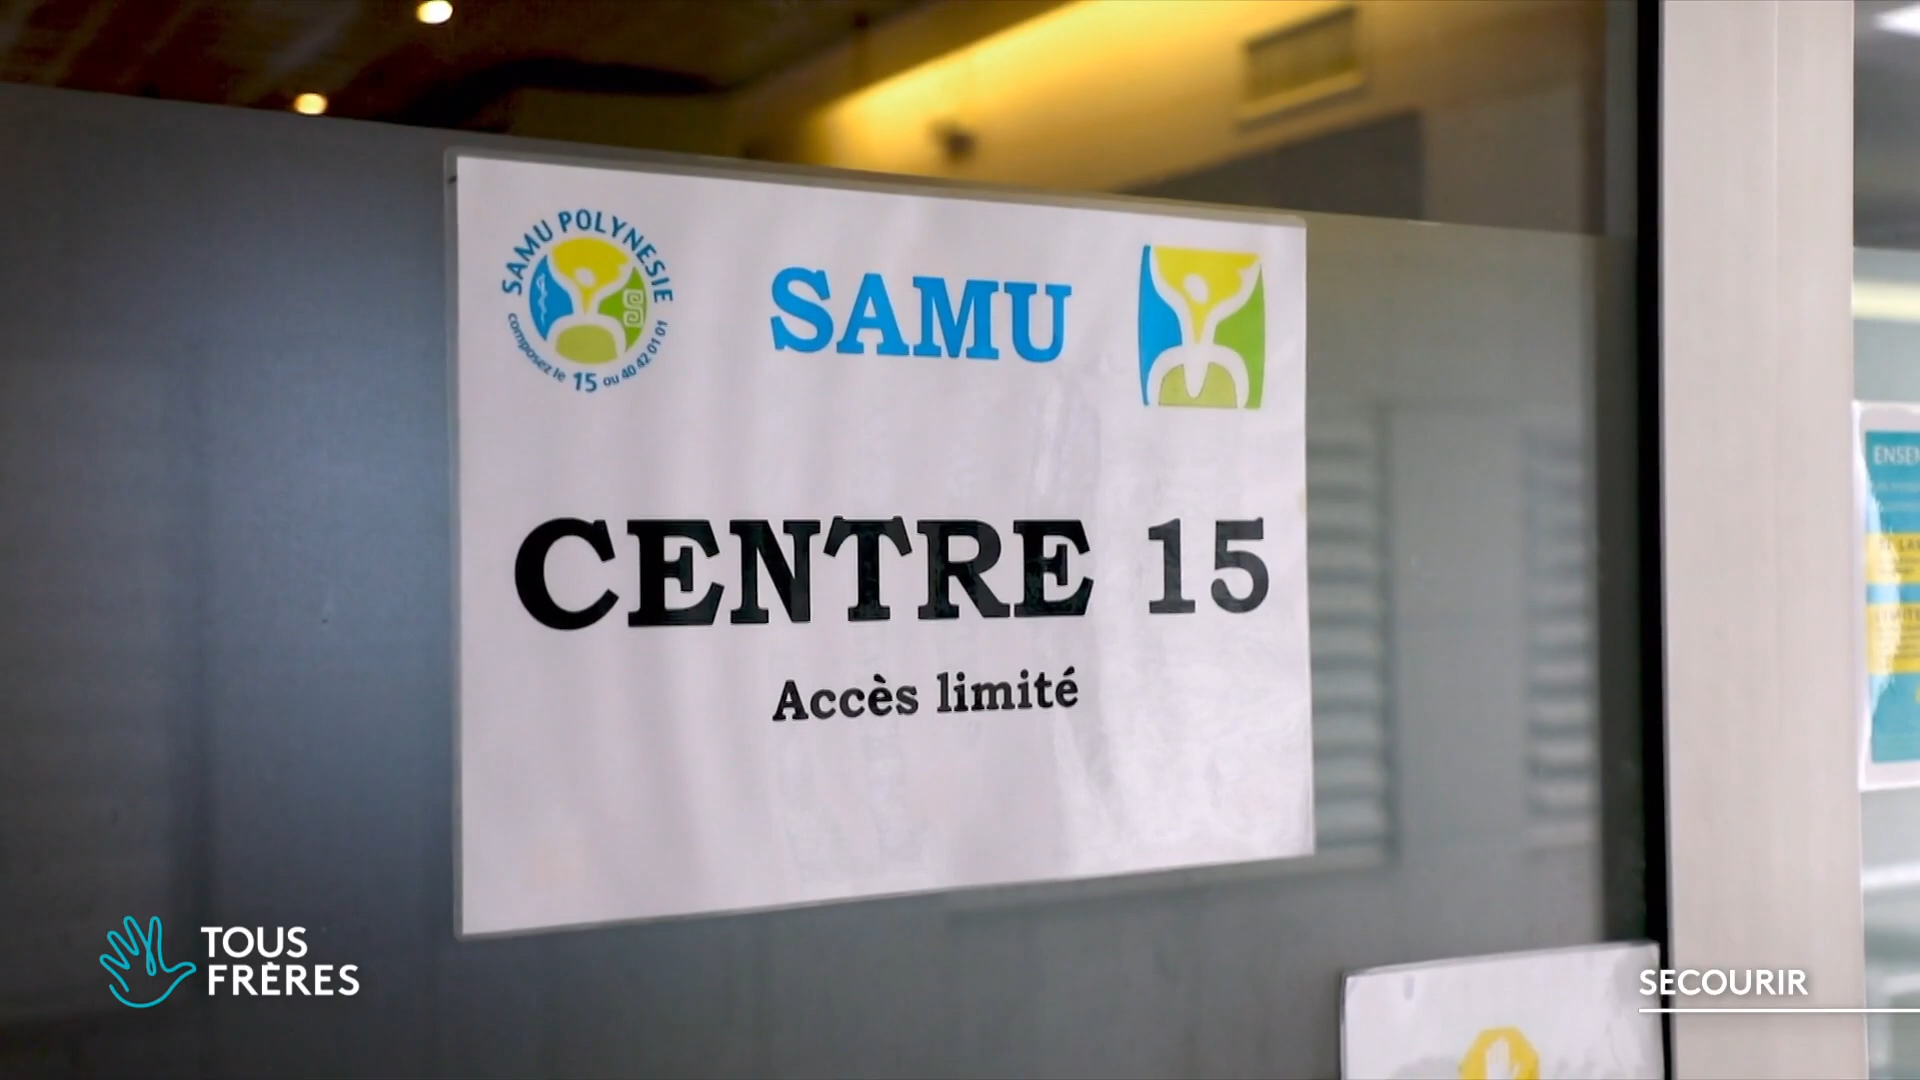 SAMU POLYNESIE
composez le 15 ou 40 42 01 01
SAMU
CENTRE 15
Accès limité
TOUS
FRÈRES
SECOURIR